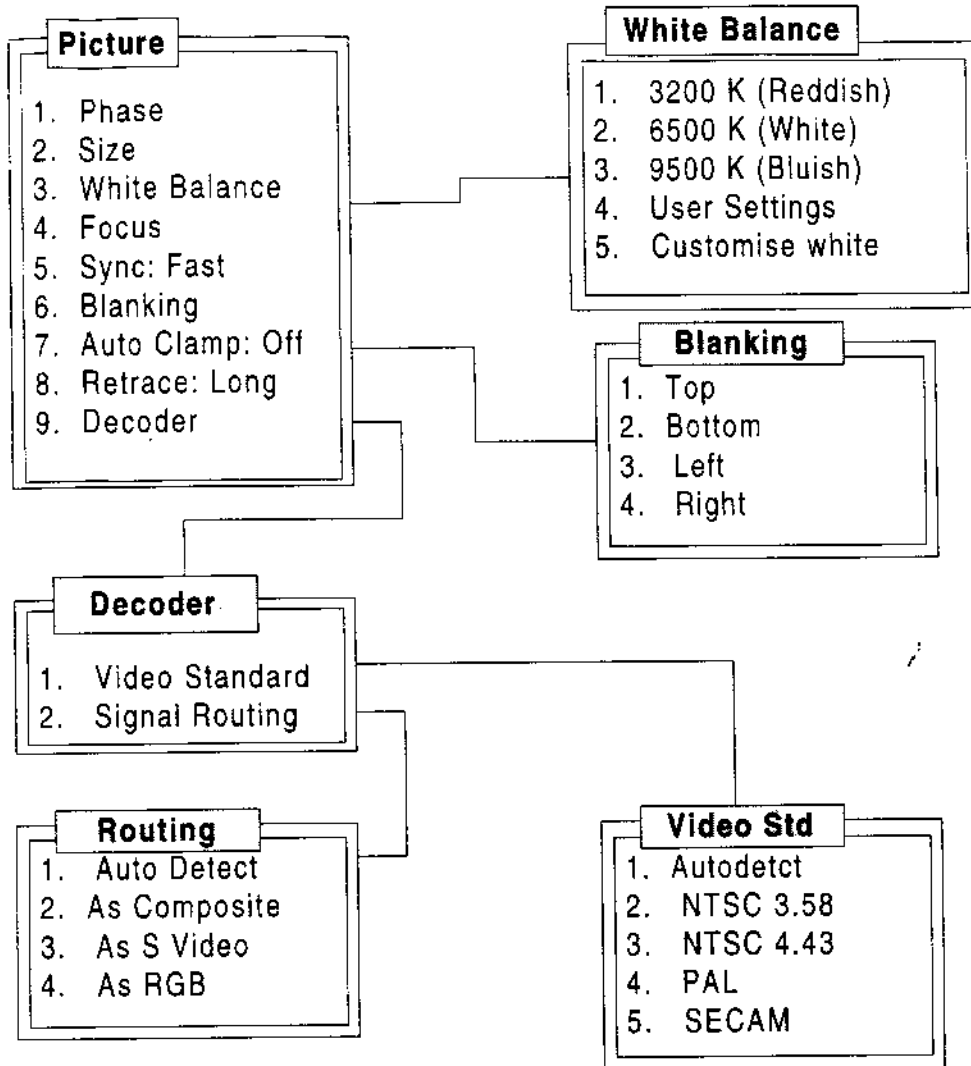 Picture
1. Phase
2. Size
3. White Balance
4. Focus
5. Sync: Fast
6. Blanking
7. Auto Clamp: Off
8. Retrace: Long
9. Decoder
White Balance
1. 3200 K (Reddish)
2. 6500 K (White)
3. 9500 K (Bluish)
4. User Settings
5. Customise white
Blanking
1. Top
2. Bottom
3. Left
4. Right
Decoder
1. Video Standard
2. Signal Routing
Routing
1. Auto Detect
2. As Composite
3. As S Video
4. As RGB
Video Std
1. Autodetct
2. NTSC 3.58
3. NTSC 4.43
4. PAL
5. SECAM